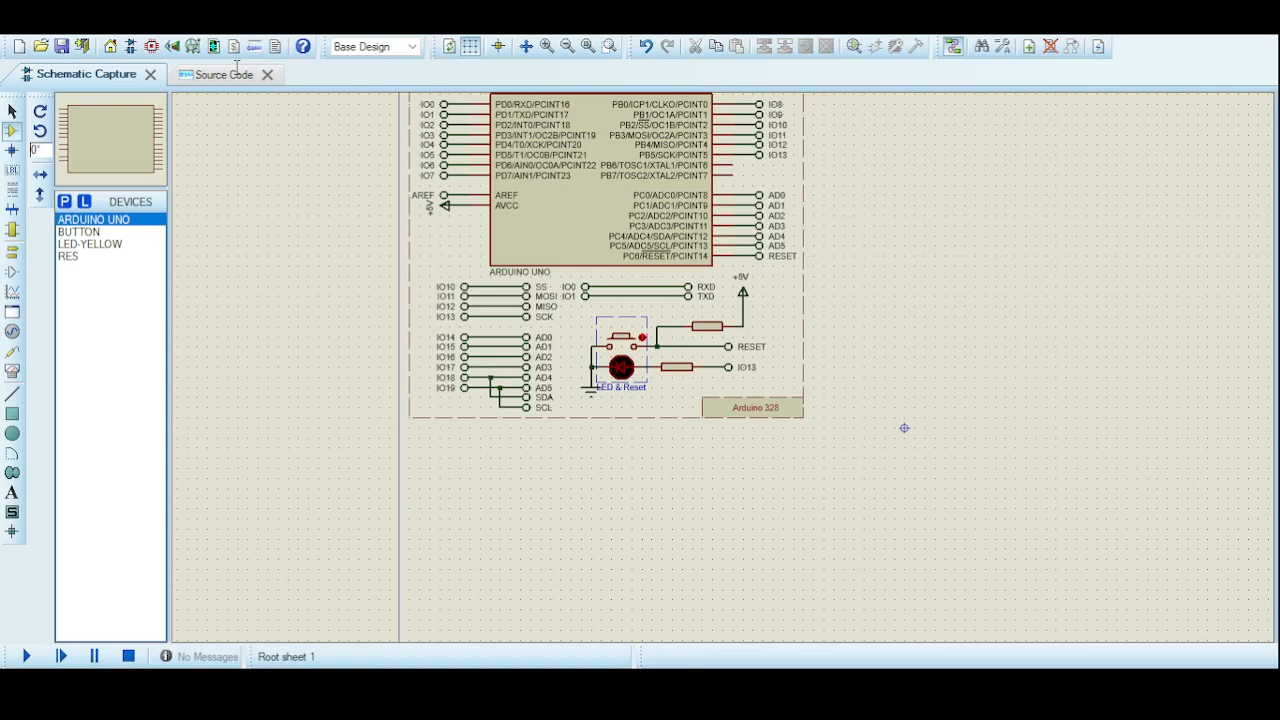 Base Design
Schematic Capture
Source Code
0°
LBL
P L DEVICES
ARDUINO UNO
BUTTON
LED-YELLOW
RES
IO0 PD0/RXD/PCINT16 PB0/ICP1/CLKO/PCINT0 IO8
IO1 PD1/TXD/PCINT17 PB1/OC1A/PCINT1 IO9
IO2 PD2/INT0/PCINT18 PB2/SS/OC1B/PCINT2 IO10
IO3 PD3/INT1/OC2B/PCINT19 PB3/MOSI/OC2A/PCINT3 IO11
IO4 PD4/T0/XCK/PCINT20 PB4/MISO/PCINT4 IO12
IO5 PD5/T1/OC0B/PCINT21 PB5/SCK/PCINT5 IO13
IO6 PD6/AIN0/OC0A/PCINT22 PB6/TOSC1/XTAL1/PCINT6
IO7 PD7/AIN1/PCINT23 PB7/TOSC2/XTAL2/PCINT7
AREF AREF PC0/ADC0/PCINT8 AD0
+5V AVCC PC1/ADC1/PCINT9 AD1
PC2/ADC2/PCINT10 AD2
PC3/ADC3/PCINT11 AD3
PC4/ADC4/SDA/PCINT12 AD4
PC5/ADC5/SCL/PCINT13 AD5
PC6/RESET/PCINT14 RESET
ARDUINO UNO
+5V
IO10 SS IO0 RXD
IO11 MOSI IO1 TXD
IO12 MISO
IO13 SCK
IO14 AD0
IO15 AD1 RESET
IO16 AD2
IO17 AD3 IO13
IO18 AD4
IO19 AD5 LED & Reset
SDA
SCL Arduino 328
A
S
No Messages Root sheet 1